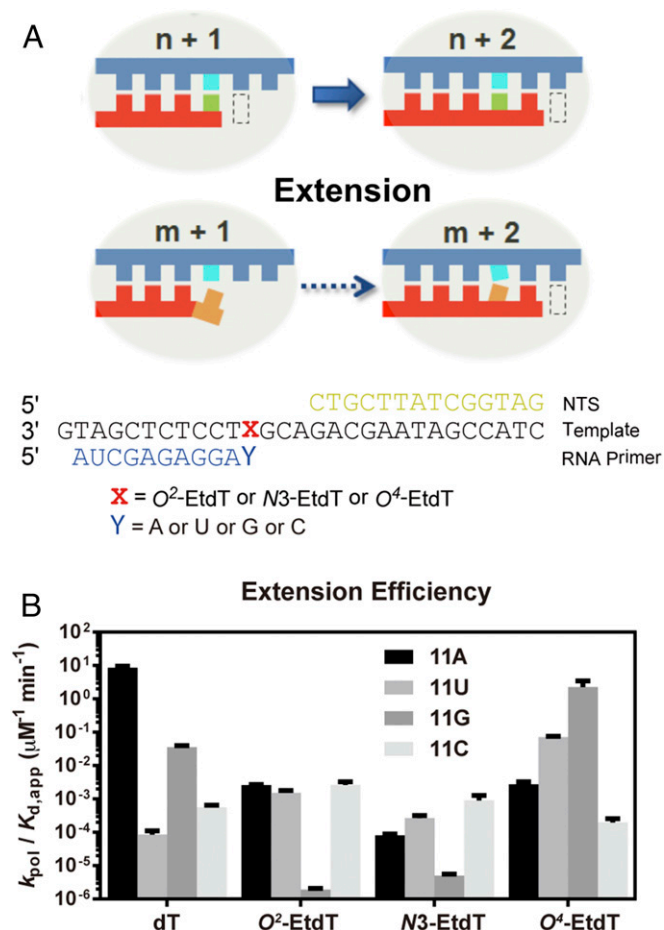 A
n + 1
n + 2
Extension
m + 1
m + 2
5' CTGCTTATCGGTAG NTS
3' GTAGCTCTCCTXGCAGACGAATAGCCATC Template
5' AUCGAGAGGAY RNA Primer
X = O²-EtdT or N3-EtdT or O⁴-EtdT
Y = A or U or G or C
B
Extension Efficiency
kpol / Kd,app (µM⁻¹ min⁻¹)
10²
10¹
10⁰
10⁻¹
10⁻²
10⁻³
10⁻⁴
10⁻⁵
10⁻⁶
11A
11U
11G
11C
dT O²-EtdT N3-EtdT O⁴-EtdT